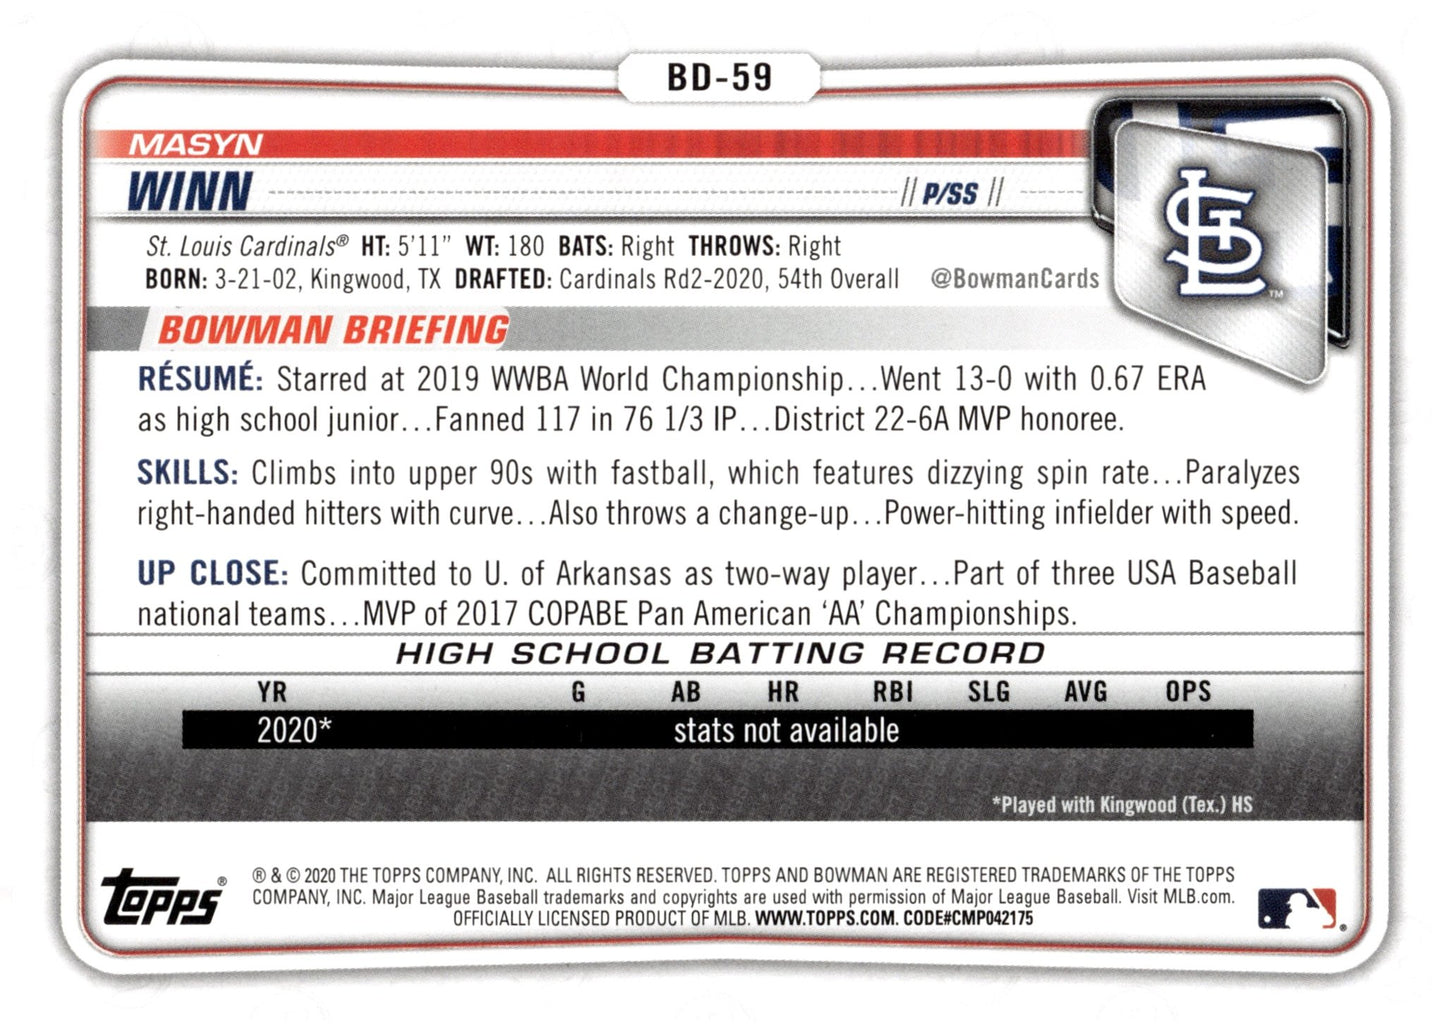 BD-59
MASYN
WINN // P/SS //
St. Louis Cardinals® HT: 5'11" WT: 180 BATS: Right THROWS: Right
BORN: 3-21-02, Kingwood, TX DRAFTED: Cardinals Rd2-2020, 54th Overall @BowmanCards
STL ™
BOWMAN BRIEFING
RÉSUMÉ: Starred at 2019 WWBA World Championship...Went 13-0 with 0.67 ERA
as high school junior...Fanned 117 in 76 1/3 IP...District 22-6A MVP honoree.
SKILLS: Climbs into upper 90s with fastball, which features dizzying spin rate...Paralyzes
right-handed hitters with curve...Also throws a change-up...Power-hitting infielder with speed.
UP CLOSE: Committed to U. of Arkansas as two-way player...Part of three USA Baseball
national teams...MVP of 2017 COPABE Pan American 'AA' Championships.
HIGH SCHOOL BATTING RECORD
YR G AB HR RBI SLG AVG OPS
2020* stats not available
*Played with Kingwood (Tex.) HS
TOPPS®
® & © 2020 THE TOPPS COMPANY, INC. ALL RIGHTS RESERVED. TOPPS AND BOWMAN ARE REGISTERED TRADEMARKS OF THE TOPPS
COMPANY, INC. Major League Baseball trademarks and copyrights are used with permission of Major League Baseball. Visit MLB.com.
OFFICIALLY LICENSED PRODUCT OF MLB. WWW.TOPPS.COM. CODE#CMP042175